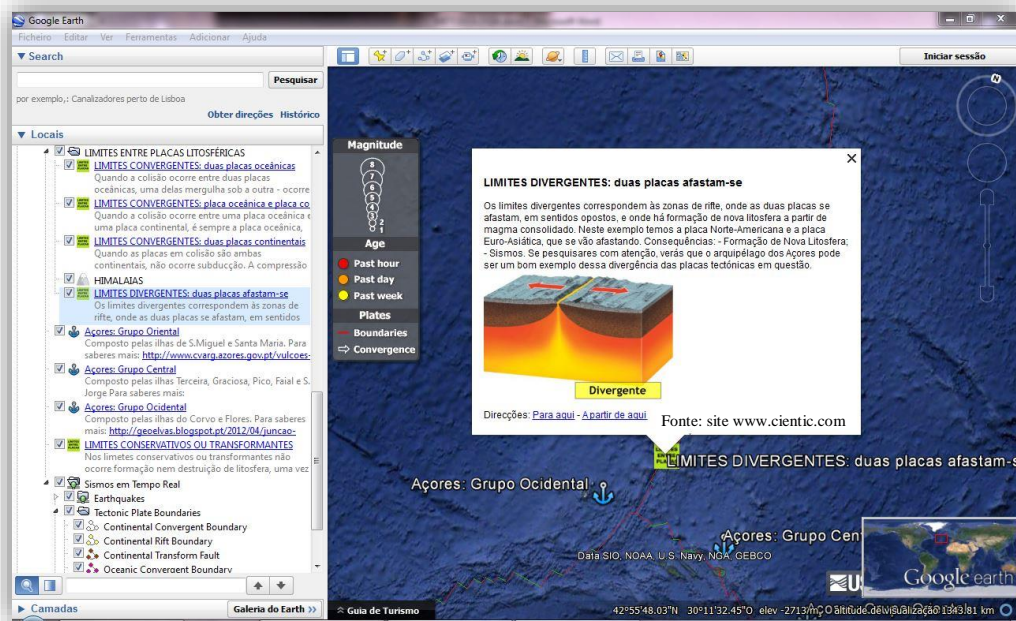 Google Earth
Ficheiro Editar Ver Ferramentas Adicionar Ajuda
▼ Search
Pesquisar
por exemplo,: Canalizadores perto de Lisboa
Obter direções Histórico
▼ Locais
LIMITES ENTRE PLACAS LITOSFÉRICAS
LIMITES CONVERGENTES: duas placas oceânicas
Quando a colisão ocorre entre duas placas
oceânicas, uma delas mergulha sob a outra - ocorre
LIMITES CONVERGENTES: placa oceânica e placa co
Quando a colisão ocorre entre uma placa oceânica e
uma placa continental, é sempre a placa oceânica,
LIMITES CONVERGENTES: duas placas continentais
Quando as placas em colisão são ambas
continentais, não ocorre subducção. A compressão
HIMALAIAS
LIMITES DIVERGENTES: duas placas afastam-se
Os limites divergentes correspondem às zonas de
rifte, onde as duas placas se afastam, em sentidos
Açores: Grupo Oriental
Composto pelas ilhas de S.Miguel e Santa Maria. Para
saberes mais: http://www.cvarg.azores.gov.pt/vulcoes-
Açores: Grupo Central
Composto pelas ilhas Terceira, Graciosa, Pico, Faial e S.
Jorge Para saberes mais:
Açores: Grupo Ocidental
Composto pelas ilhas do Corvo e Flores. Para saberes
mais: http://geoelvas.blogspot.pt/2012/04/juncao-
LIMITES CONSERVATIVOS OU TRANSFORMANTES
Nos limetes conservativos ou transformantes não
ocorre formação nem destruição de litosfera, uma vez
Sismos em Tempo Real
Earthquakes
Tectonic Plate Boundaries
Continental Convergent Boundary
Continental Rift Boundary
Continental Transform Fault
Oceanic Convergent Boundary
Camadas
Galeria do Earth >>
Iniciar sessão
N
Magnitude
8
7
6
5
4
3
2
1
Age
Past hour
Past day
Past week
Plates
Boundaries
Convergence
LIMITES DIVERGENTES: duas placas afastam-se
Os limites divergentes correspondem às zonas de rifte, onde as duas placas se
afastam, em sentidos opostos, e onde há formação de nova litosfera a partir de
magma consolidado. Neste exemplo temos a placa Norte-Americana e a placa
Euro-Asiática, que se vão afastando. Consequências: - Formação de Nova Litosfera;
- Sismos. Se pesquisares com atenção, verás que o arquipélago dos Açores pode
ser um bom exemplo dessa divergência das placas tectónicas em questão.
Divergente
Direcções: Para aqui - A partir de aqui
Fonte: site www.cientic.com
LIMITES DIVERGENTES: duas placas afastam-s
Açores: Grupo Ocidental
Açores: Grupo Cen
Data SIO, NOAA, U.S. Navy, NGA, GEBCO
US
Google earth
Guia de Turismo
42°55'48.03"N 30°11'32.45"O elev -2713 m altitude de visualização 1343.81 km